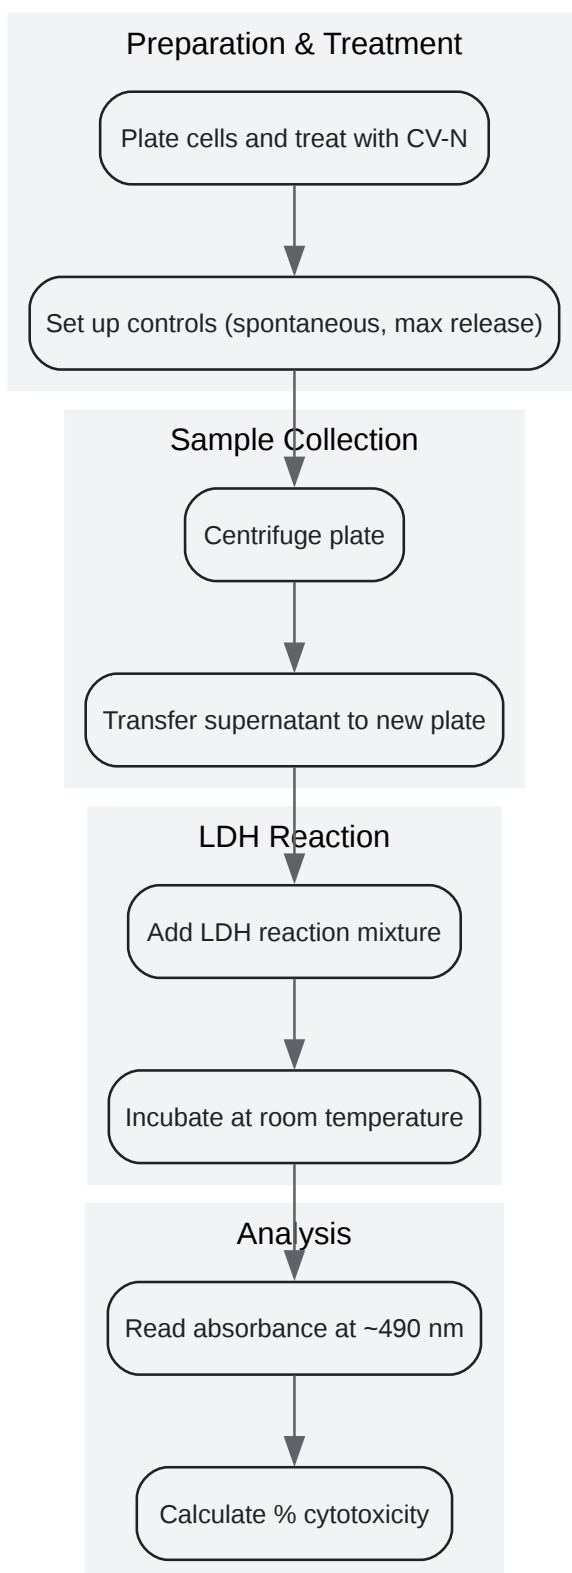 Preparation & Treatment
Plate cells and treat with CV-N
Set up controls (spontaneous, max release)
Sample Collection
Centrifuge plate
Transfer supernatant to new plate
LDH Reaction
Add LDH reaction mixture
Incubate at room temperature
Analysis
Read absorbance at ~490 nm
Calculate % cytotoxicity